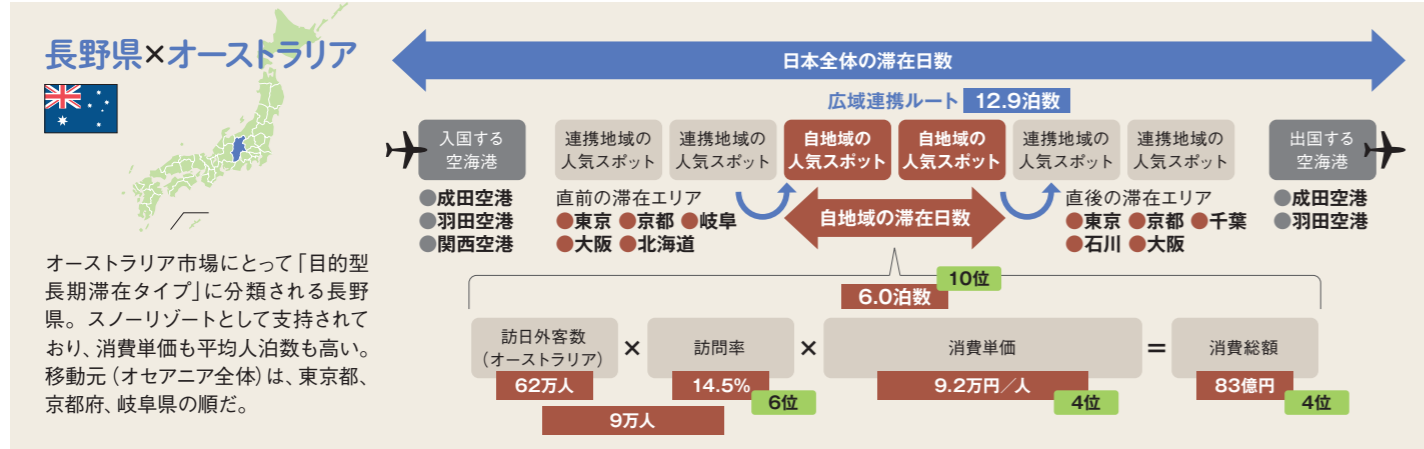 長野県×オーストラリア
オーストラリア市場にとって「目的型
長期滞在タイプ」に分類される長野
県。スノーリゾートとして支持されて
おり、消費単価も平均人泊数も高い。
移動元（オセアニア全体）は、東京都、
京都府、岐阜県の順だ。
日本全体の滞在日数
広域連携ルート 12.9泊数
入国する
空海港
●成田空港
●羽田空港
●関西空港
連携地域の
人気スポット
連携地域の
人気スポット
自地域の
人気スポット
自地域の
人気スポット
連携地域の
人気スポット
連携地域の
人気スポット
出国する
空海港
●成田空港
●羽田空港
直前の滞在エリア
●東京 ●京都 ●岐阜
●大阪 ●北海道
自地域の滞在日数
直後の滞在エリア
●東京 ●京都 ●千葉
●石川 ●大阪
10位
6.0泊数
訪日外客数
（オーストラリア）
62万人
×
訪問率
14.5%
6位
9万人
×
消費単価
9.2万円／人
4位
=
消費総額
83億円
4位